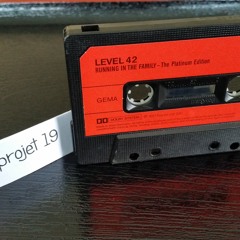 LEVEL 42
RUNNING IN THE FAMILY - The Platinum Edition
GEMA
projet 19